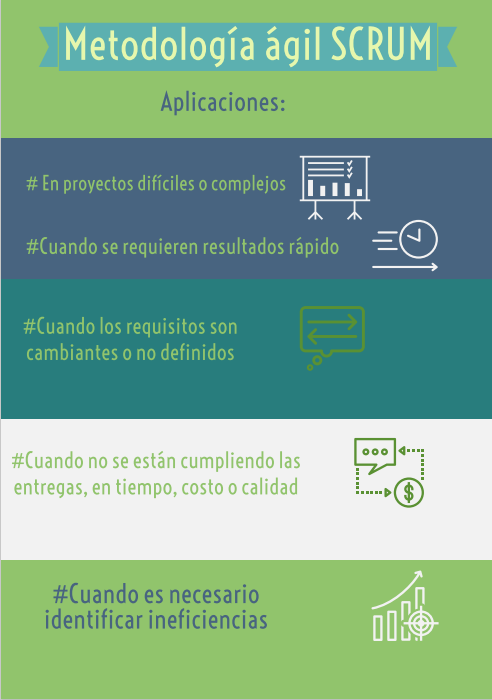 Metodología ágil SCRUM
Aplicaciones:
# En proyectos difíciles o complejos
#Cuando se requieren resultados rápido
#Cuando los requisitos son
cambiantes o no definidos
#Cuando no se están cumpliendo las
entregas, en tiempo, costo o calidad
$
#Cuando es necesario
identificar ineficiencias